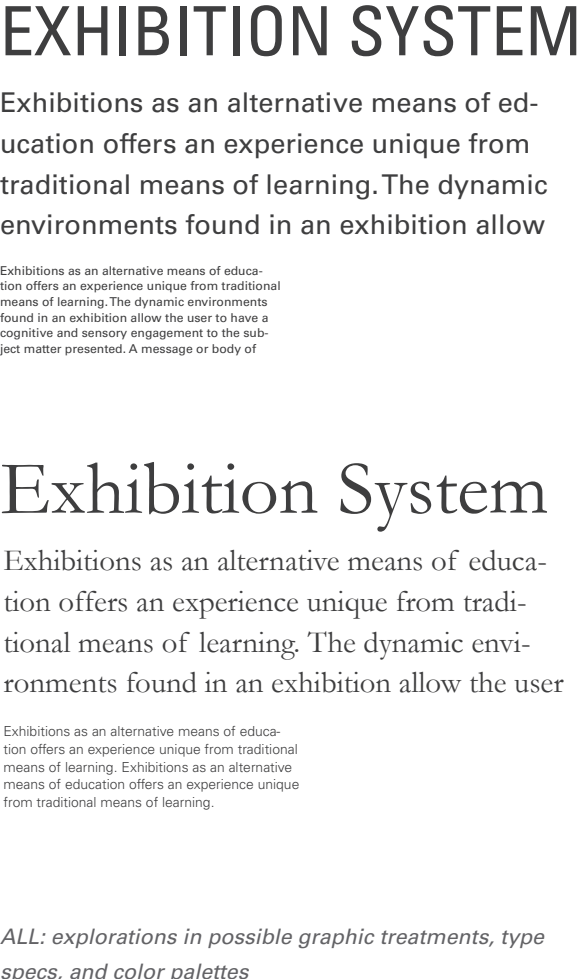 EXHIBITION SYSTEM
Exhibitions as an alternative means of ed-
ucation offers an experience unique from
traditional means of learning. The dynamic
environments found in an exhibition allow
Exhibitions as an alternative means of educa-
tion offers an experience unique from traditional
means of learning. The dynamic environments
found in an exhibition allow the user to have a
cognitive and sensory engagement to the sub-
ject matter presented. A message or body of
Exhibition System
Exhibitions as an alternative means of educa-
tion offers an experience unique from tradi-
tional means of learning. The dynamic envi-
ronments found in an exhibition allow the user
Exhibitions as an alternative means of educa-
tion offers an experience unique from traditional
means of learning. Exhibitions as an alternative
means of education offers an experience unique
from traditional means of learning.
ALL: explorations in possible graphic treatments, type
specs, and color palettes